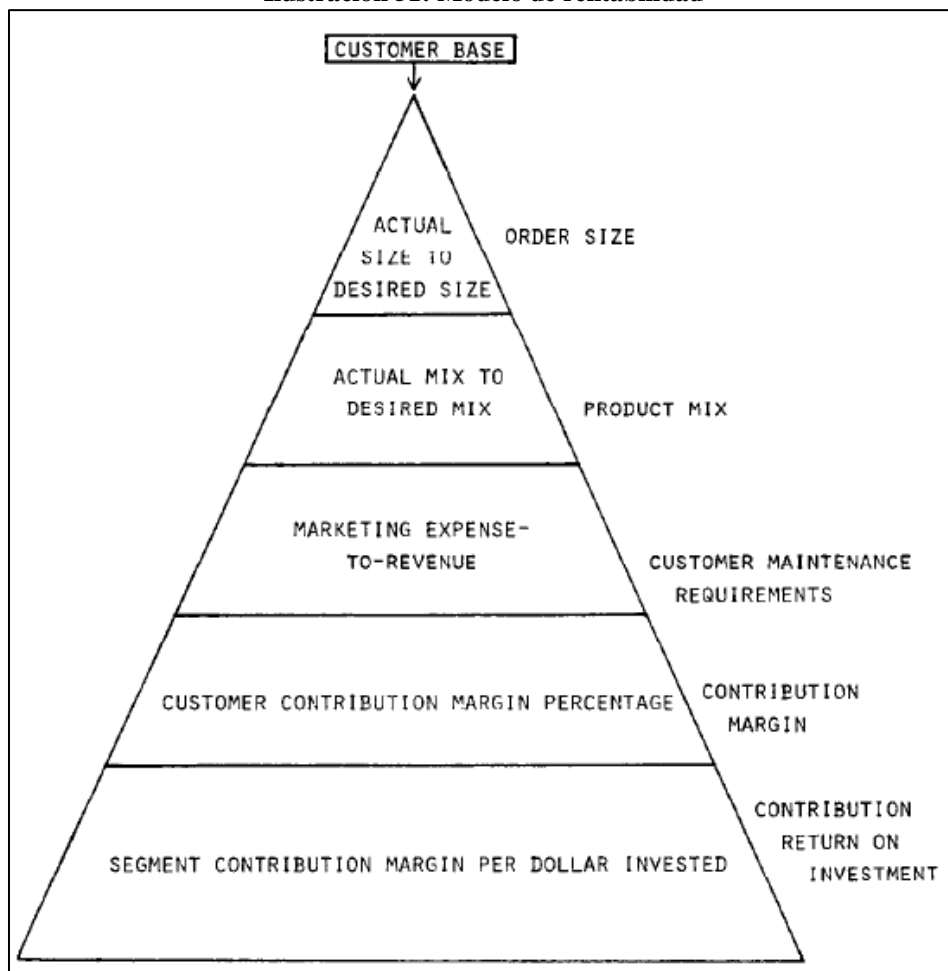 CUSTOMER BASE
ACTUAL
SIZE TO
DESIRED SIZE
ORDER SIZE
ACTUAL MIX TO
DESIRED MIX
PRODUCT MIX
MARKETING EXPENSE-
TO-REVENUE
CUSTOMER MAINTENANCE
REQUIREMENTS
CUSTOMER CONTRIBUTION MARGIN PERCENTAGE
CONTRIBUTION
MARGIN
SEGMENT CONTRIBUTION MARGIN PER DOLLAR INVESTED
CONTRIBUTION
RETURN ON
INVESTMENT